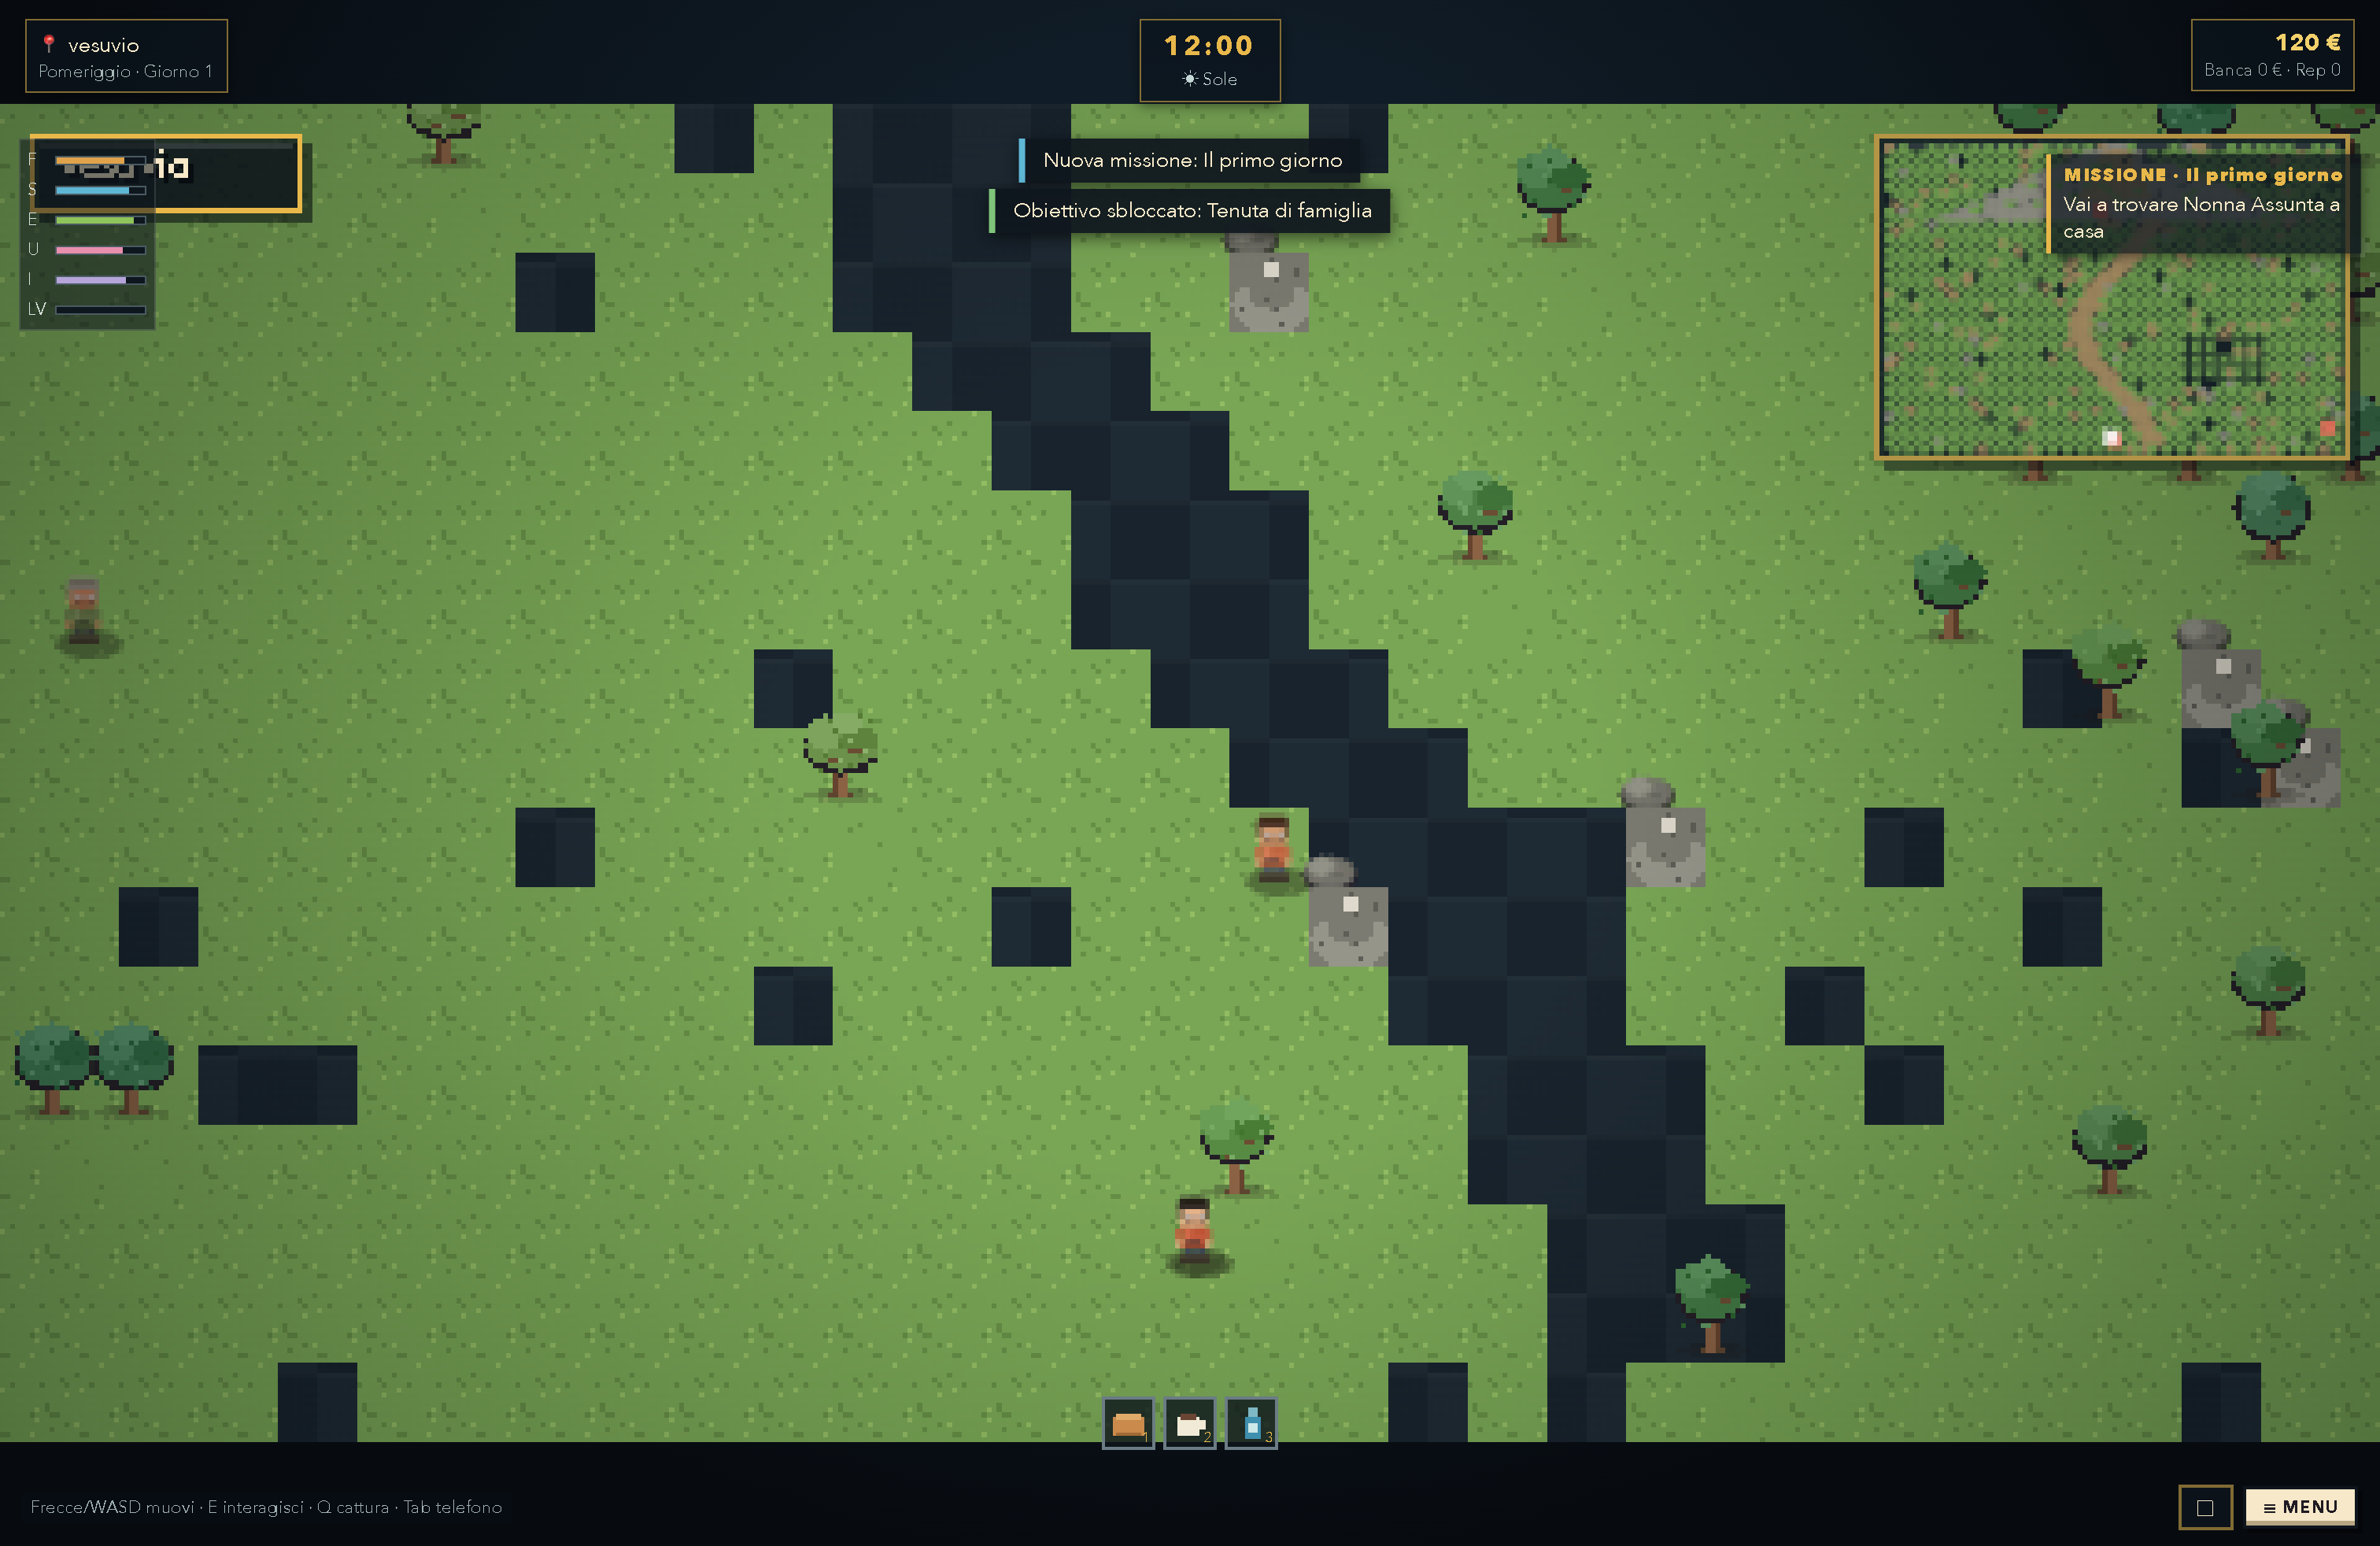 vesuvio
Pomeriggio · Giorno 1
12:00
Sole
120 €
Banca 0 € · Rep 0
F
S
E
U
I
LV
Nuova missione: Il primo giorno
Obiettivo sbloccato: Tenuta di famiglia
MISSIONE · Il primo giorno
Vai a trovare Nonna Assunta a
casa
1
2
3
Frecce/WASD muovi · E interagisci · Q cattura · Tab telefono
≡ MENU